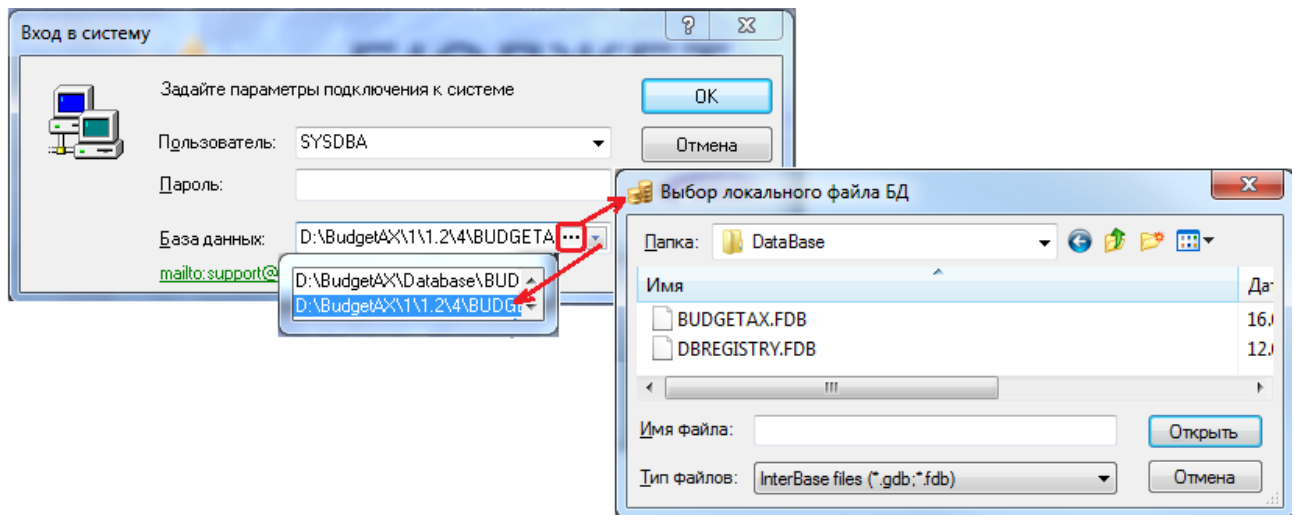 Вход в систему
Задайте параметры подключения к системе
OK
Пользователь: SYSDBA
Отмена
Пароль:
База данных: D:\BudgetAX\1\1.2\4\BUDGETA
mailto:support@
D:\BudgetAX\Database\BUD
D:\BudgetAX\1\1.2\4\BUDG
Выбор локального файла БД
Папка: DataBase
Имя
Да
BUDGETAX.FDB 16.
DBREGISTRY.FDB 12.
Имя файла:
Открыть
Тип файлов: InterBase files (*.gdb;*.fdb)
Отмена